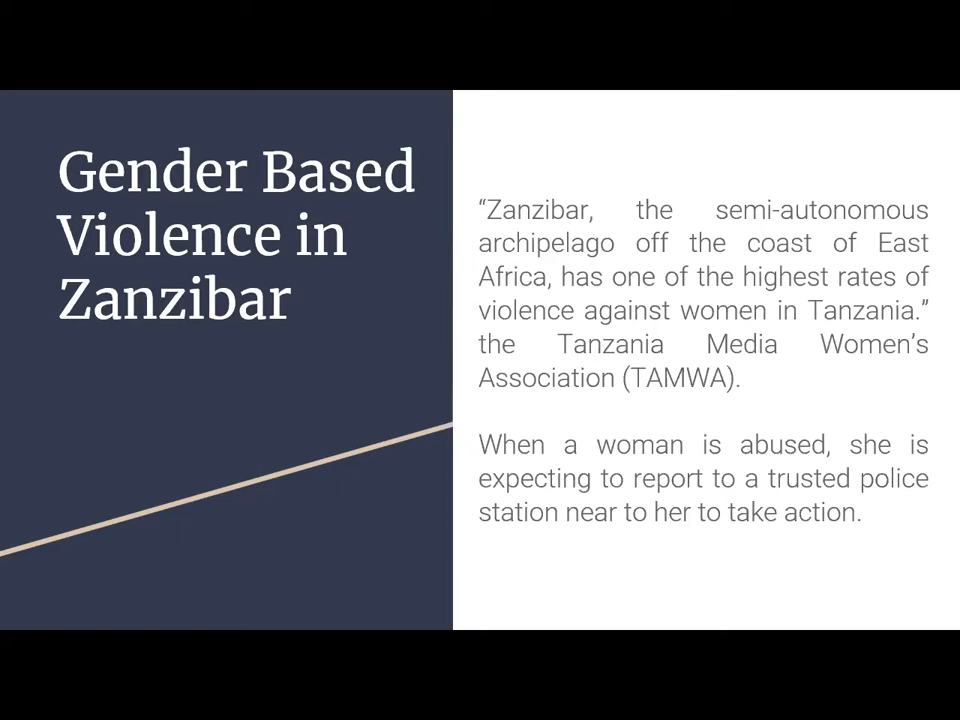 Gender Based
Violence in
Zanzibar
“Zanzibar, the semi-autonomous
archipelago off the coast of East
Africa, has one of the highest rates of
violence against women in Tanzania.”
the Tanzania Media Women’s
Association (TAMWA).
When a woman is abused, she is
expecting to report to a trusted police
station near to her to take action.